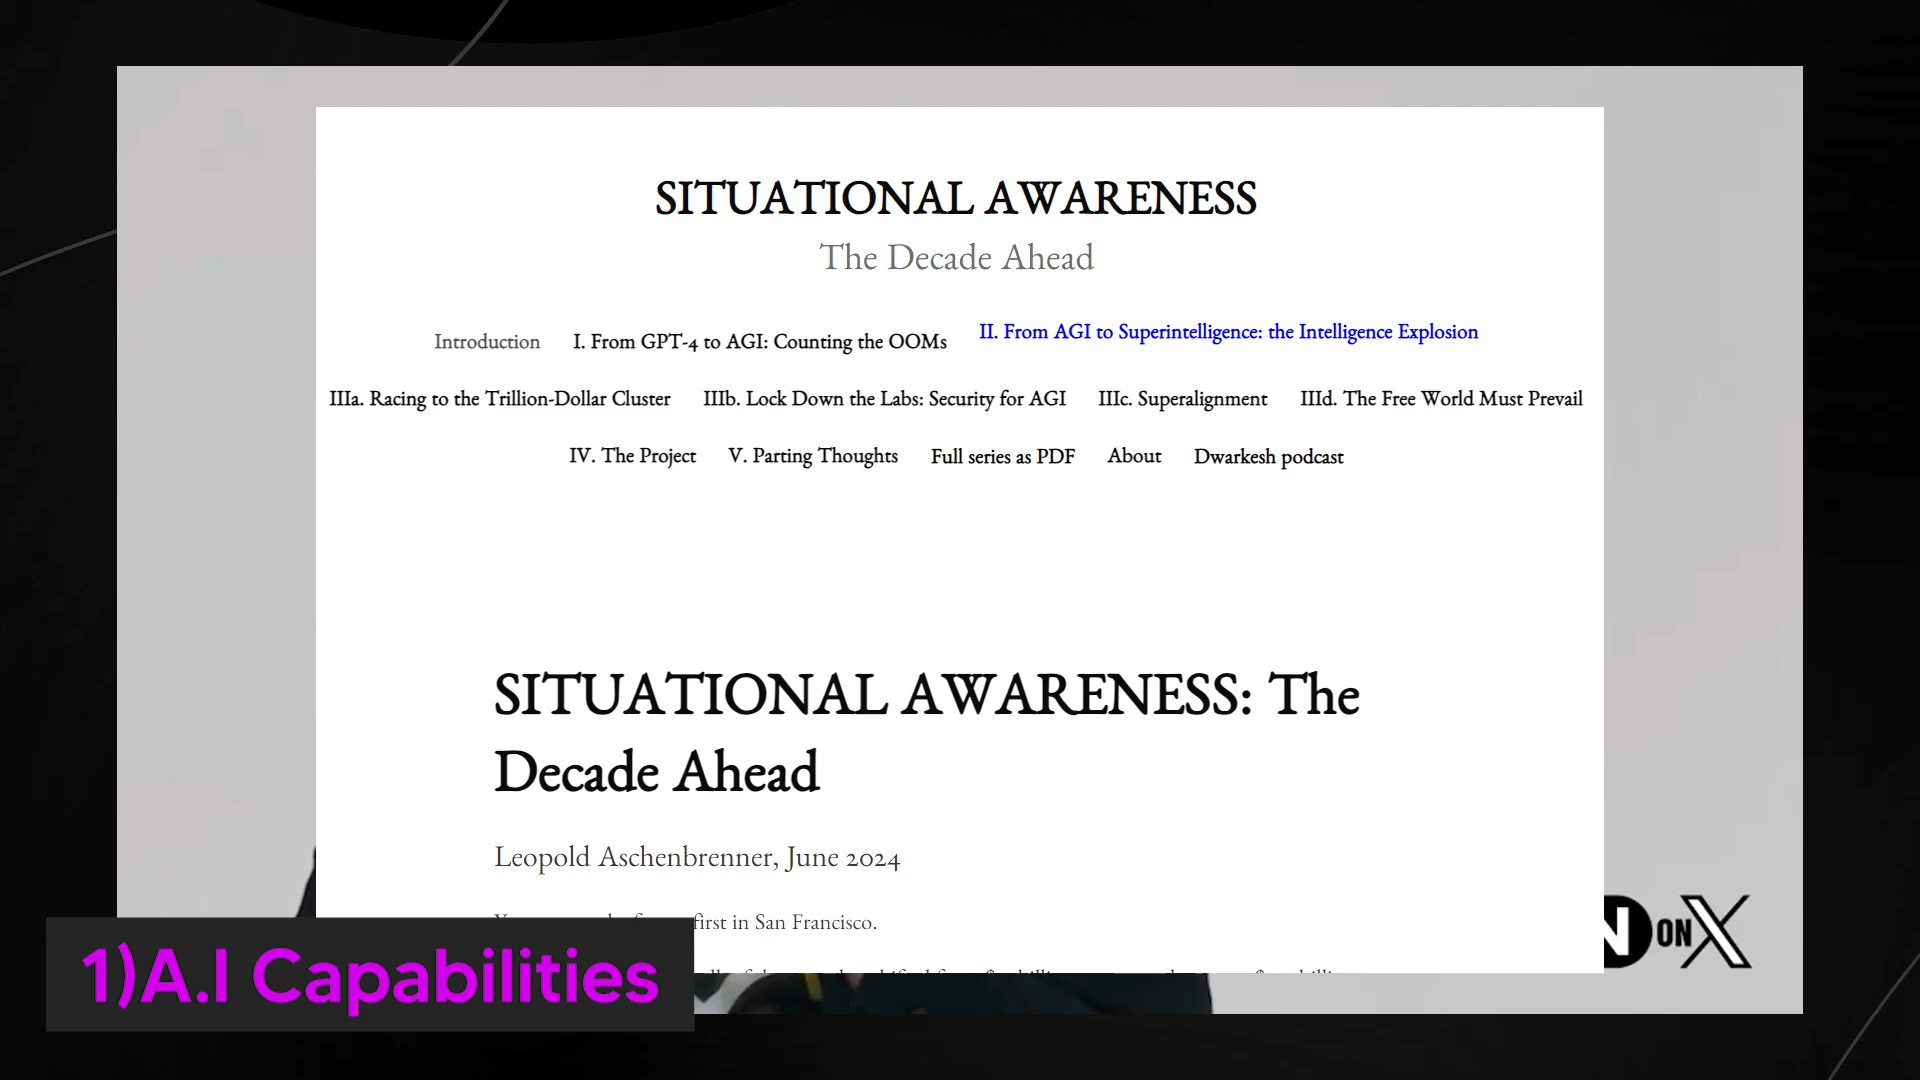 SITUATIONAL AWARENESS
The Decade Ahead
Introduction I. From GPT-4 to AGI: Counting the OOMs II. From AGI to Superintelligence: the Intelligence Explosion
IIIa. Racing to the Trillion-Dollar Cluster IIIb. Lock Down the Labs: Security for AGI IIIc. Superalignment IIId. The Free World Must Prevail
IV. The Project V. Parting Thoughts Full series as PDF About Dwarkesh podcast
SITUATIONAL AWARENESS: The
Decade Ahead
Leopold Aschenbrenner, June 2024
first in San Francisco.
1)A.I Capabilities
N ON X